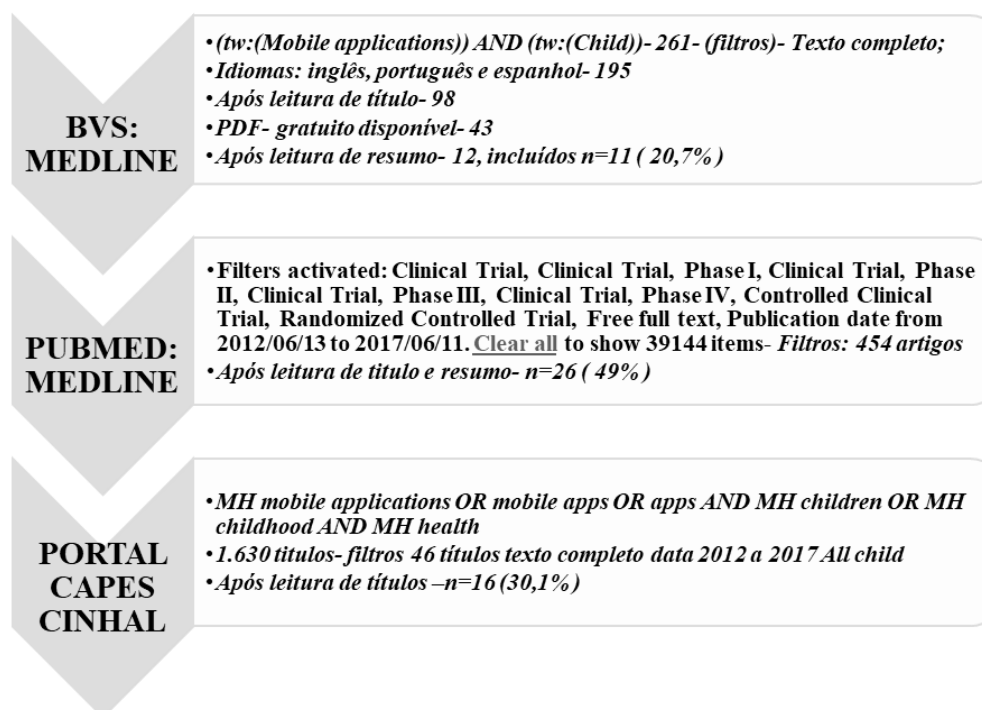 BVS:
MEDLINE
•(tw:(Mobile applications)) AND (tw:(Child))- 261- (filtros)- Texto completo;
•Idiomas: inglês, português e espanhol- 195
•Após leitura de título- 98
•PDF- gratuito disponível- 43
•Após leitura de resumo- 12, incluídos n=11 ( 20,7%)
PUBMED:
MEDLINE
•Filters activated: Clinical Trial, Clinical Trial, Phase I, Clinical Trial, Phase
II, Clinical Trial, Phase III, Clinical Trial, Phase IV, Controlled Clinical
Trial, Randomized Controlled Trial, Free full text, Publication date from
2012/06/13 to 2017/06/11. Clear all to show 39144 items- Filtros: 454 artigos
•Após leitura de titulo e resumo- n=26 ( 49%)
PORTAL
CAPES
CINHAL
•MH mobile applications OR mobile apps OR apps AND MH children OR MH
childhood AND MH health
•1.630 titulos- filtros 46 títulos texto completo data 2012 a 2017 All child
•Após leitura de títulos –n=16 (30,1%)